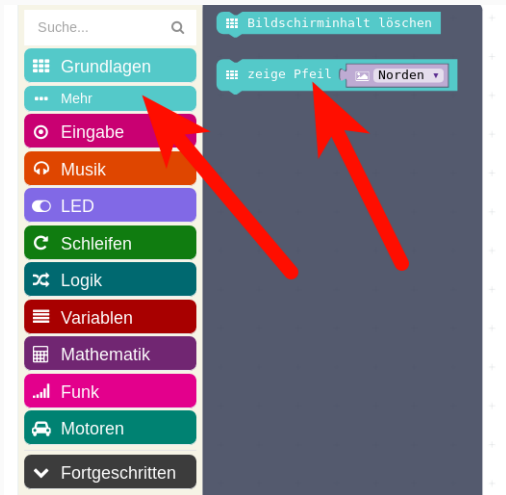 Suche...
Grundlagen
Mehr
Eingabe
Musik
LED
Schleifen
Logik
Variablen
Mathematik
Funk
Motoren
Fortgeschritten
Bildschirminhalt löschen
zeige Pfeil Norden